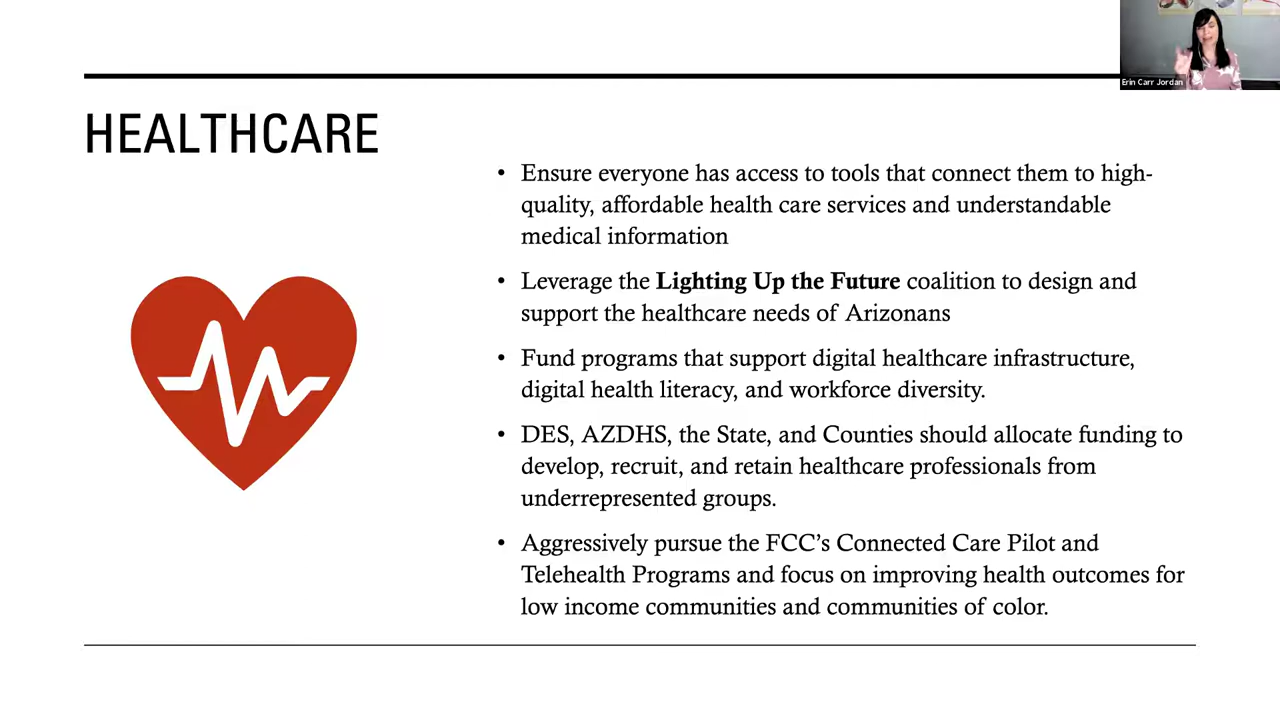 Erin Carr Jordan
HEALTHCARE
• Ensure everyone has access to tools that connect them to high-
quality, affordable health care services and understandable
medical information
• Leverage the Lighting Up the Future coalition to design and
support the healthcare needs of Arizonans
• Fund programs that support digital healthcare infrastructure,
digital health literacy, and workforce diversity.
• DES, AZDHS, the State, and Counties should allocate funding to
develop, recruit, and retain healthcare professionals from
underrepresented groups.
• Aggressively pursue the FCC’s Connected Care Pilot and
Telehealth Programs and focus on improving health outcomes for
low income communities and communities of color.